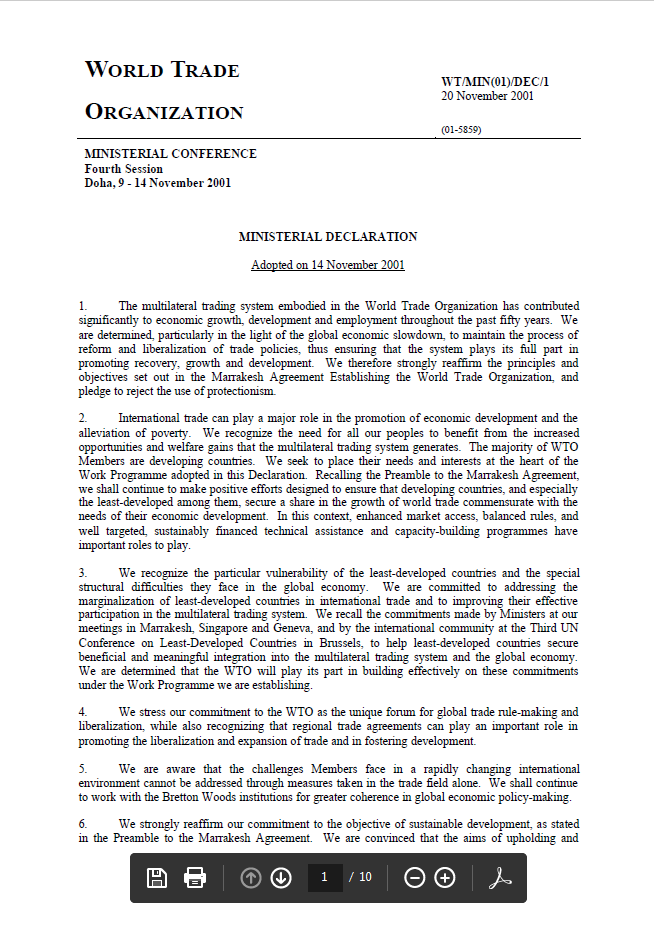 WORLD TRADE
ORGANIZATION
WT/MIN(01)/DEC/1
20 November 2001
(01-5859)
MINISTERIAL CONFERENCE
Fourth Session
Doha, 9 - 14 November 2001
MINISTERIAL DECLARATION
Adopted on 14 November 2001
1. The multilateral trading system embodied in the World Trade Organization has contributed
significantly to economic growth, development and employment throughout the past fifty years. We
are determined, particularly in the light of the global economic slowdown, to maintain the process of
reform and liberalization of trade policies, thus ensuring that the system plays its full part in
promoting recovery, growth and development. We therefore strongly reaffirm the principles and
objectives set out in the Marrakesh Agreement Establishing the World Trade Organization, and
pledge to reject the use of protectionism.
2. International trade can play a major role in the promotion of economic development and the
alleviation of poverty. We recognize the need for all our peoples to benefit from the increased
opportunities and welfare gains that the multilateral trading system generates. The majority of WTO
Members are developing countries. We seek to place their needs and interests at the heart of the
Work Programme adopted in this Declaration. Recalling the Preamble to the Marrakesh Agreement,
we shall continue to make positive efforts designed to ensure that developing countries, and especially
the least-developed among them, secure a share in the growth of world trade commensurate with the
needs of their economic development. In this context, enhanced market access, balanced rules, and
well targeted, sustainably financed technical assistance and capacity-building programmes have
important roles to play.
3. We recognize the particular vulnerability of the least-developed countries and the special
structural difficulties they face in the global economy. We are committed to addressing the
marginalization of least-developed countries in international trade and to improving their effective
participation in the multilateral trading system. We recall the commitments made by Ministers at our
meetings in Marrakesh, Singapore and Geneva, and by the international community at the Third UN
Conference on Least-Developed Countries in Brussels, to help least-developed countries secure
beneficial and meaningful integration into the multilateral trading system and the global economy.
We are determined that the WTO will play its part in building effectively on these commitments
under the Work Programme we are establishing.
4. We stress our commitment to the WTO as the unique forum for global trade rule-making and
liberalization, while also recognizing that regional trade agreements can play an important role in
promoting the liberalization and expansion of trade and in fostering development.
5. We are aware that the challenges Members face in a rapidly changing international
environment cannot be addressed through measures taken in the trade field alone. We shall continue
to work with the Bretton Woods institutions for greater coherence in global economic policy-making.
6. We strongly reaffirm our commitment to the objective of sustainable development, as stated
in the Preamble to the Marrakesh Agreement. We are convinced that the aims of upholding and
1 / 10